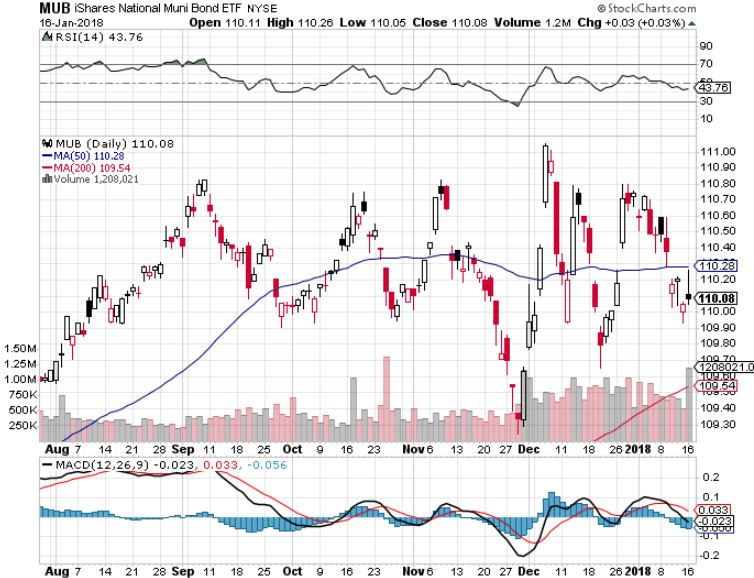 MUB iShares National Muni Bond ETF NYSE © StockCharts.com
16-Jan-2018 Open 110.11 High 110.26 Low 110.05 Close 110.08 Volume 1.2M Chg +0.03 (+0.03%)
RSI(14) 43.76
90
70
50
43.76
30
10
MUB (Daily) 110.08
MA(50) 110.28
MA(200) 109.54
Volume 1,208,021
111.00
110.90
110.80
110.70
110.60
110.50
110.40
110.28
110.20
110.08
110.00
109.90
109.80
109.70
1.50M
1.25M 1208021.0
1.00M 109.60
109.54
750K
500K 109.40
250K 109.30
Aug 7 14 21 28 Sep 11 18 25 Oct 9 16 23 Nov 6 13 20 27 Dec 11 18 26 2018 8 16
MACD(12,26,9) -0.023, 0.033, -0.056
0.2
0.1
0.033
-0.023
-0.056
-0.1
-0.2
Aug 7 14 21 28 Sep 11 18 25 Oct 9 16 23 Nov 6 13 20 27 Dec 11 18 26 2018 8 16